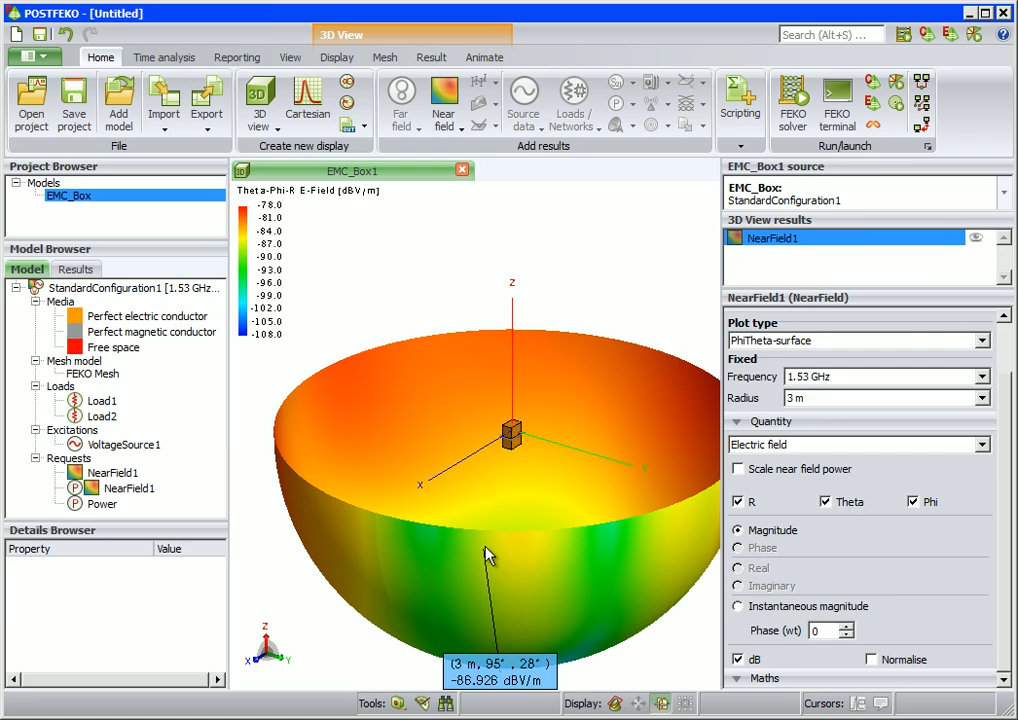 POSTFEKO - [Untitled]
3D View
Search (Alt+S) ...
Home Time analysis Reporting View Display Mesh Result Animate
Open project
Save project
Add model
Import
Export
3D view
Cartesian
Far field
Near field
Source data
Loads / Networks
Scripting
FEKO solver
FEKO terminal
File
Create new display
Add results
Run/launch
Project Browser
Models
EMC_Box
Model Browser
Model Results
StandardConfiguration1 [1.53 GHz...
Media
Perfect electric conductor
Perfect magnetic conductor
Free space
Mesh model
FEKO Mesh
Loads
Load1
Load2
Excitations
VoltageSource1
Requests
NearField1
P NearField1
P Power
Details Browser
Property Value
3D EMC_Box1
Theta-Phi-R E-Field [dBV/m]
-78.0
-81.0
-84.0
-87.0
-90.0
-93.0
-96.0
-99.0
-102.0
-105.0
-108.0
Z
X
Y
Z
X Y
(3 m, 95° , 28° )
-86.926 dBV/m
EMC_Box1 source
EMC_Box:
StandardConfiguration1
3D View results
NearField1
NearField1 (NearField)
Plot type
PhiTheta-surface
Fixed
Frequency 1.53 GHz
Radius 3 m
Quantity
Electric field
Scale near field power
R Theta Phi
Magnitude
Phase
Real
Imaginary
Instantaneous magnitude
Phase (wt) 0
dB Normalise
Maths
Tools: Display: Cursors: